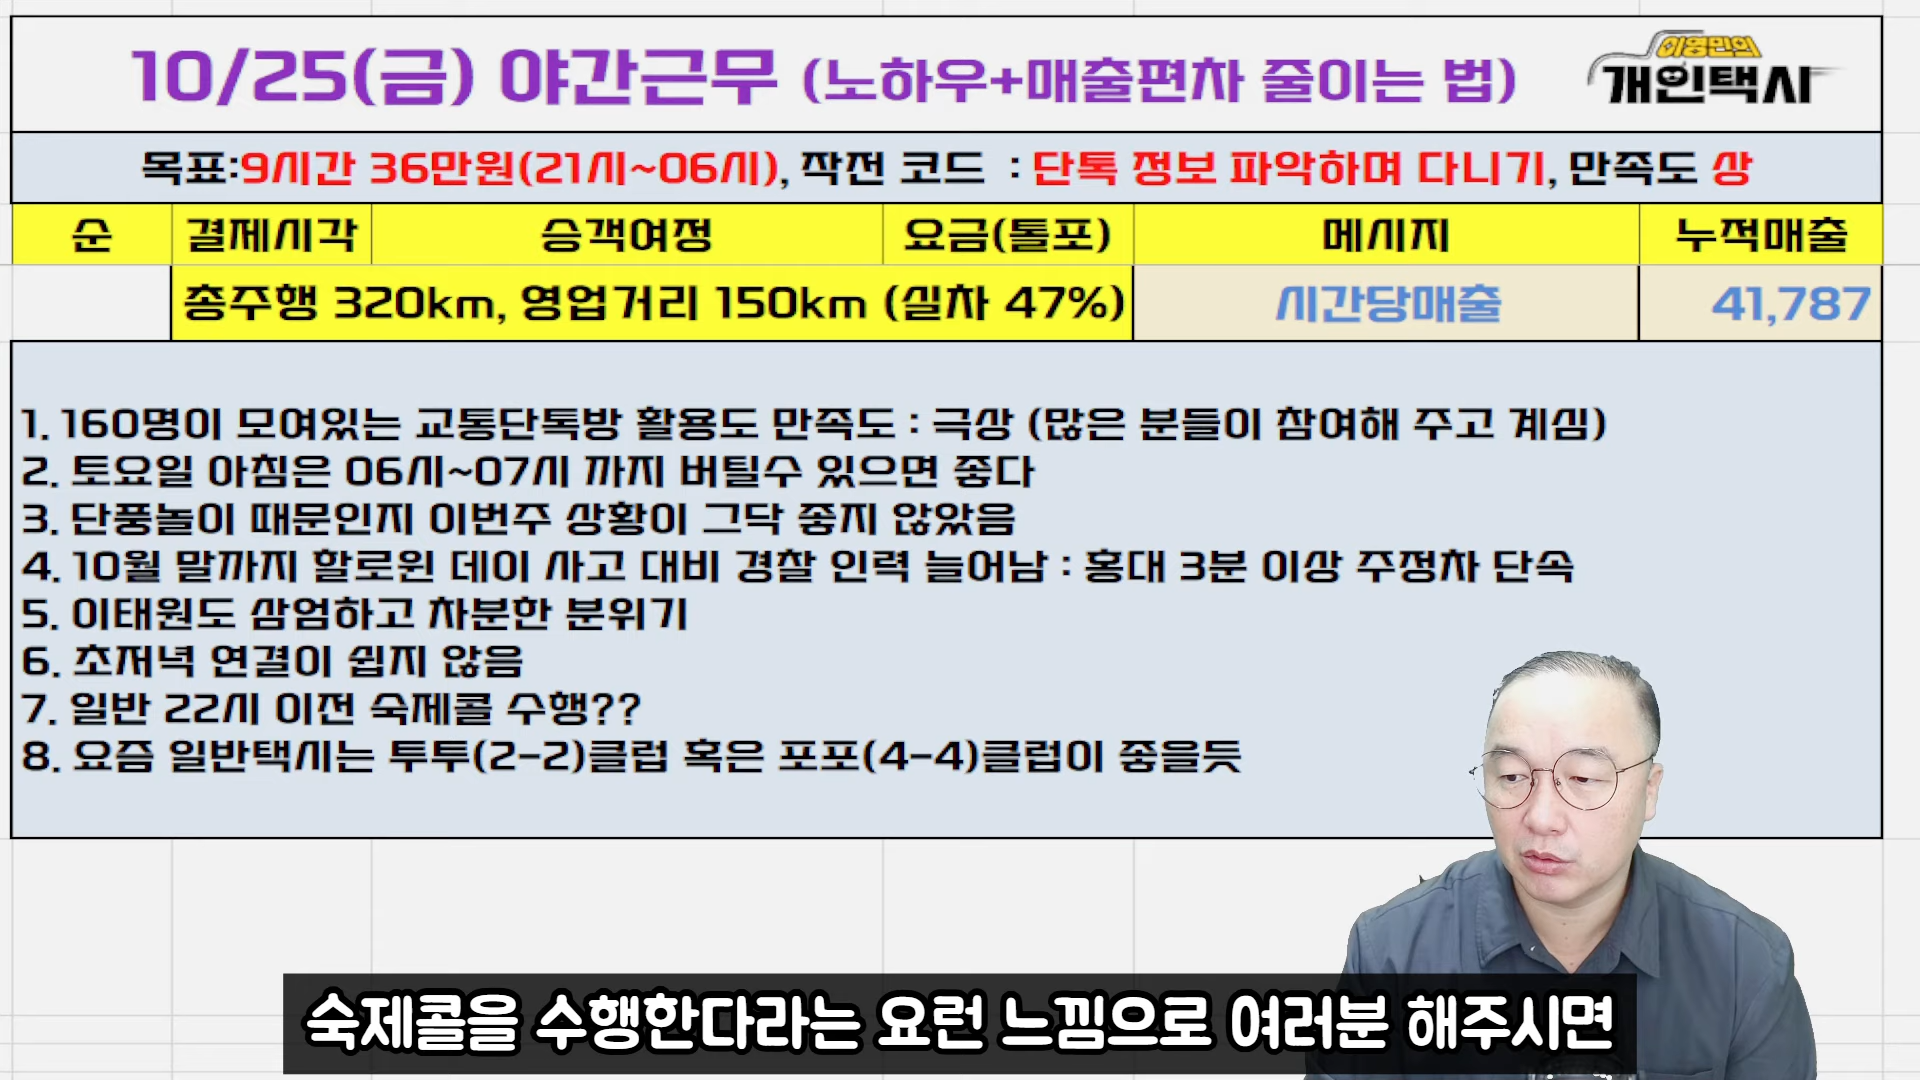 10/25(금) 야간근무 (노하우+매출편차 줄이는 법)
이영민의
개인택시
목표:9시간 36만원(21시~06시), 작전 코드 : 단톡 정보 파악하며 다니기, 만족도 상
순 결제시각 승객여정 요금(톨포) 메시지 누적매출
총주행 320km, 영업거리 150km (실차 47%) 시간당매출 41,787
1. 160명이 모여있는 교통단톡방 활용도 만족도 : 극상 (많은 분들이 참여해 주고 계심)
2. 토요일 아침은 06시~07시 까지 버틸수 있으면 좋다
3. 단풍놀이 때문인지 이번주 상황이 그닥 좋지 않았음
4. 10월 말까지 할로윈 데이 사고 대비 경찰 인력 늘어남 : 홍대 3분 이상 주정차 단속
5. 이태원도 삼엄하고 차분한 분위기
6. 초저녁 연결이 쉽지 않음
7. 일반 22시 이전 숙제콜 수행??
8. 요즘 일반택시는 투투(2-2)클럽 혹은 포포(4-4)클럽이 좋을듯
숙제콜을 수행한다라는 요런 느낌으로 여러분 해주시면